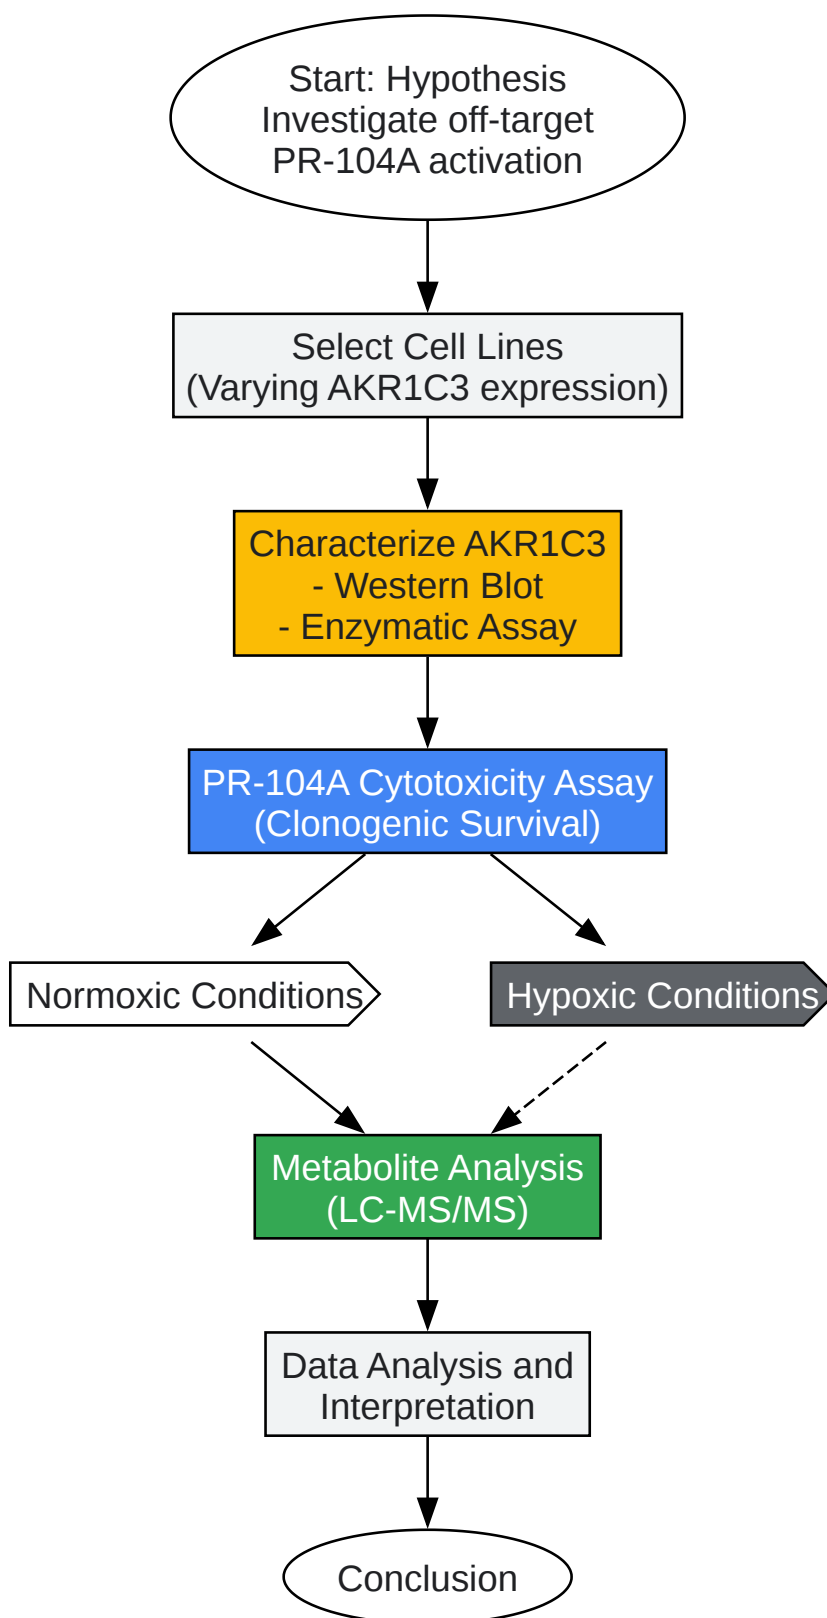 Start: Hypothesis
Investigate off-target
PR-104A activation
Select Cell Lines
(Varying AKR1C3 expression)
Characterize AKR1C3
- Western Blot
- Enzymatic Assay
PR-104A Cytotoxicity Assay
(Clonogenic Survival)
Normoxic Conditions
Hypoxic Conditions
Metabolite Analysis
(LC-MS/MS)
Data Analysis and
Interpretation
Conclusion